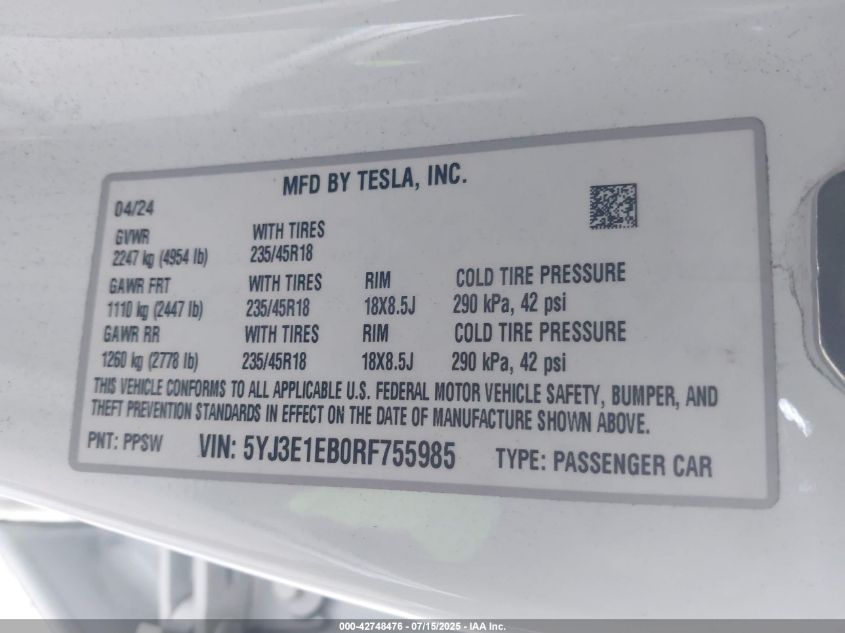 MFD BY TESLA, INC.
04/24
GVWR WITH TIRES
2247 kg (4954 lb) 235/45R18
GAWR FRT WITH TIRES RIM COLD TIRE PRESSURE
1110 kg (2447 lb) 235/45R18 18X8.5J 290 kPa, 42 psi
GAWR RR WITH TIRES RIM COLD TIRE PRESSURE
1260 kg (2778 lb) 235/45R18 18X8.5J 290 kPa, 42 psi
THIS VEHICLE CONFORMS TO ALL APPLICABLE U.S. FEDERAL MOTOR VEHICLE SAFETY, BUMPER, AND
THEFT PREVENTION STANDARDS IN EFFECT ON THE DATE OF MANUFACTURE SHOWN ABOVE.
PNT: PPSW VIN: 5YJ3E1EB0RF755985 TYPE: PASSENGER CAR
000-42748476 - 07/15/2025 - IAA Inc.